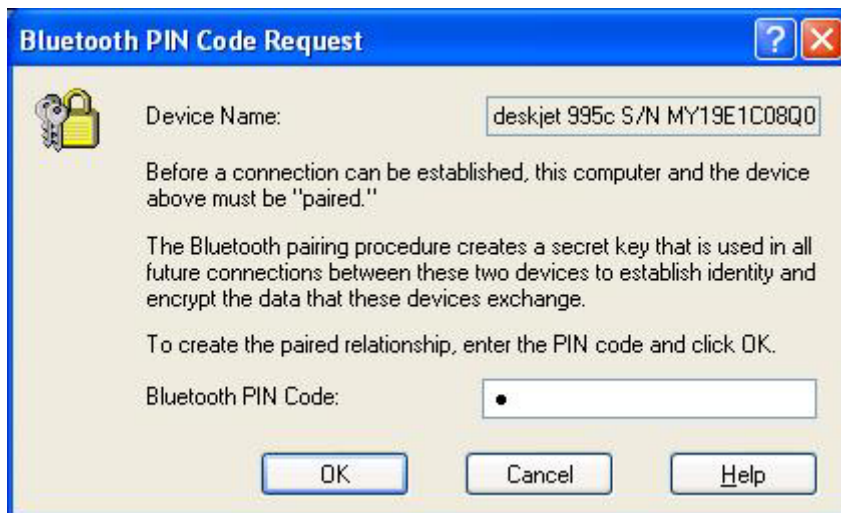 Bluetooth PIN Code Request
Device Name:
deskjet 995c S/N MY19E1C08Q0
Before a connection can be established, this computer and the device
above must be "paired."
The Bluetooth pairing procedure creates a secret key that is used in all
future connections between these two devices to establish identity and
encrypt the data that these devices exchange.
To create the paired relationship, enter the PIN code and click OK.
Bluetooth PIN Code:
●
OK
Cancel
Help